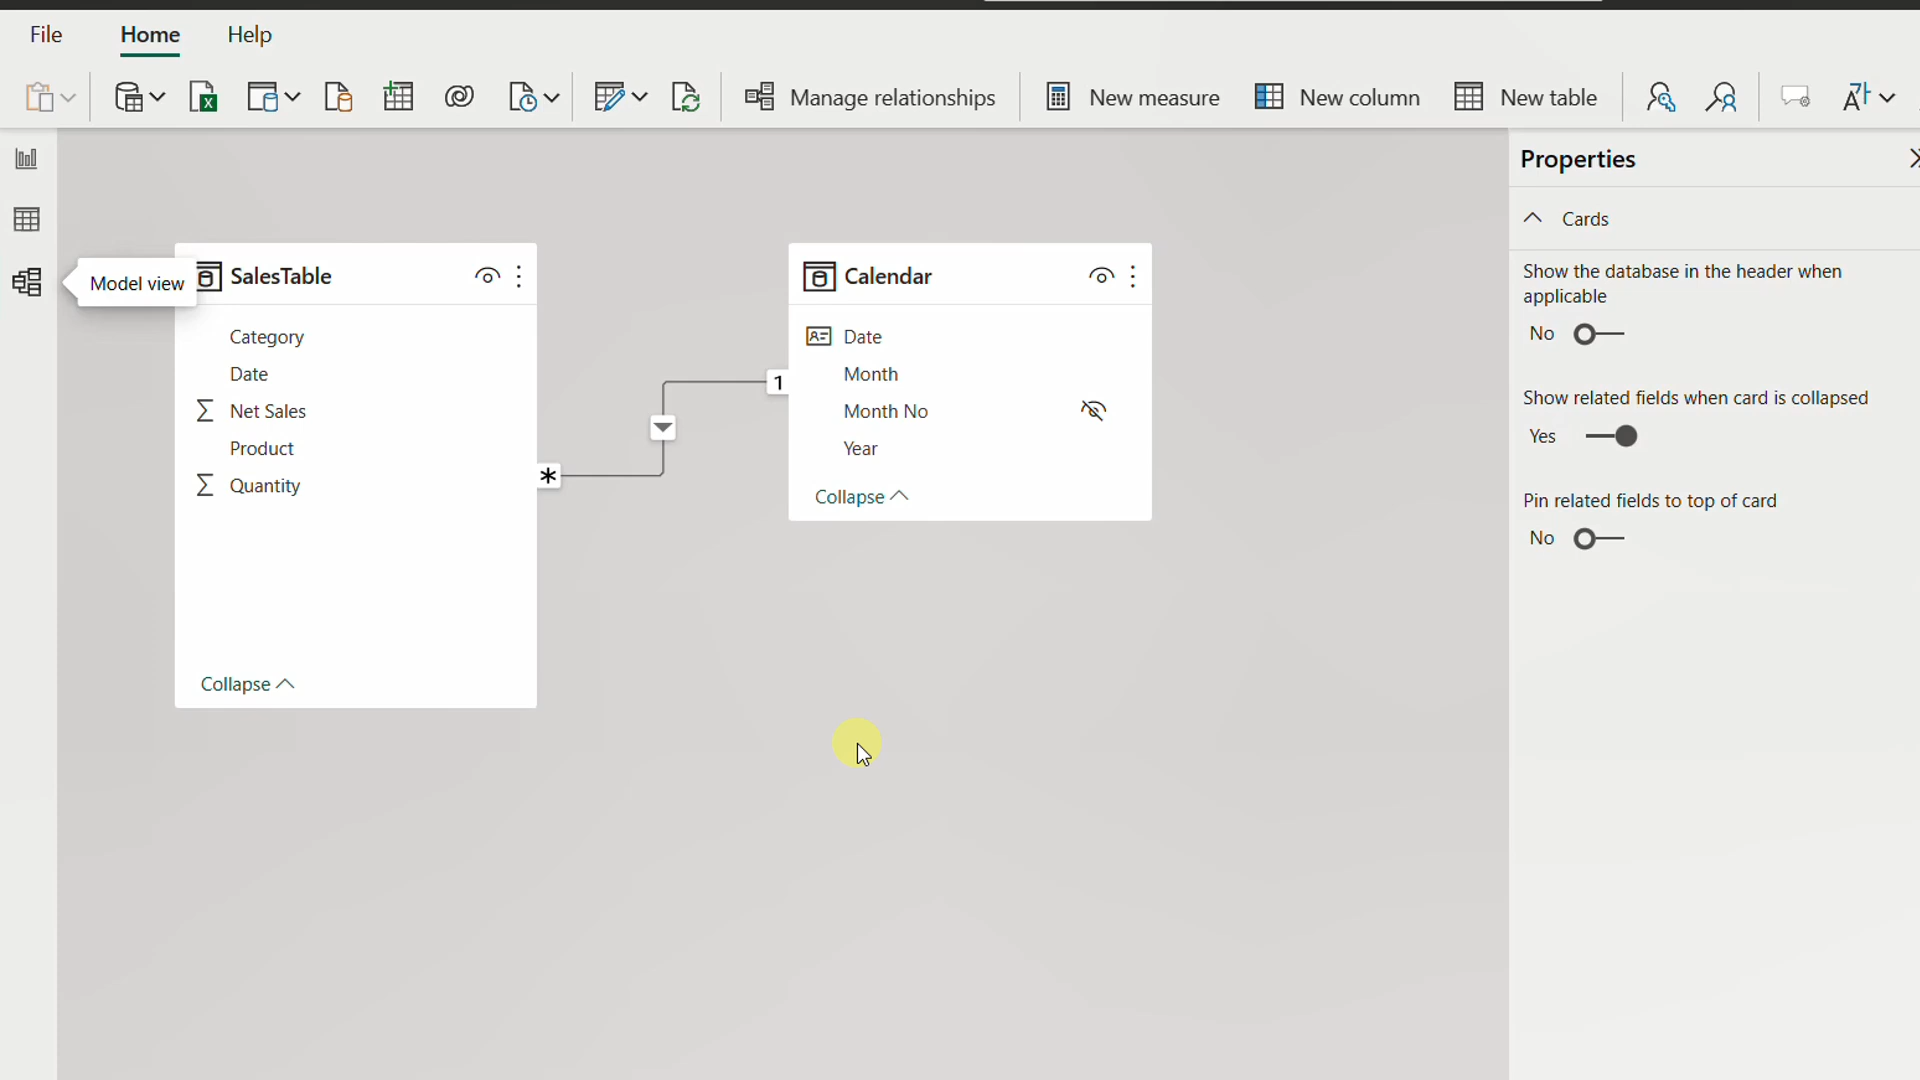 File Home Help
Manage relationships New measure New column New table
Model view
SalesTable
Category
Date
Net Sales
Product
Quantity
Collapse
1
*
Calendar
Date
Month
Month No
Year
Collapse
Properties
Cards
Show the database in the header when
applicable
No
Show related fields when card is collapsed
Yes
Pin related fields to top of card
No